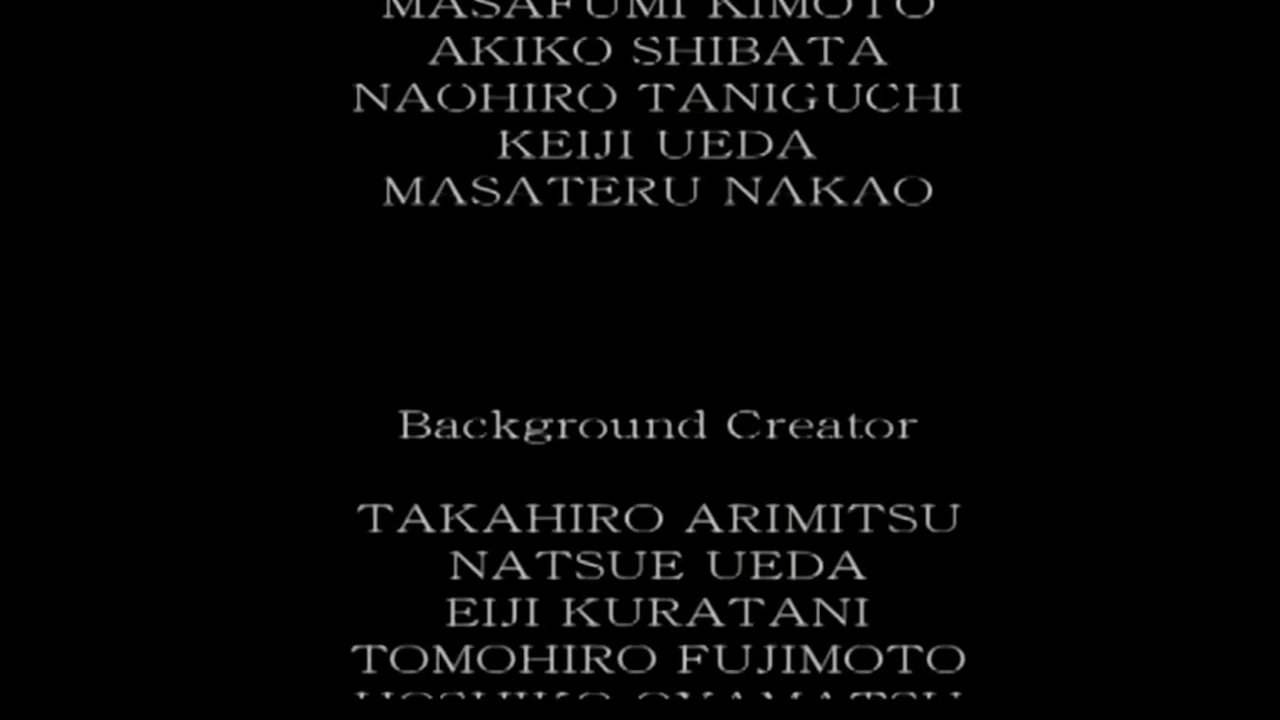 MASAFUMI KIMOTO
AKIKO SHIBATA
NAOHIRO TANIGUCHI
KEIJI UEDA
MASATERU NAKAO
Background Creator
TAKAHIRO ARIMITSU
NATSUE UEDA
EIJI KURATANI
TOMOHIRO FUJIMOTO